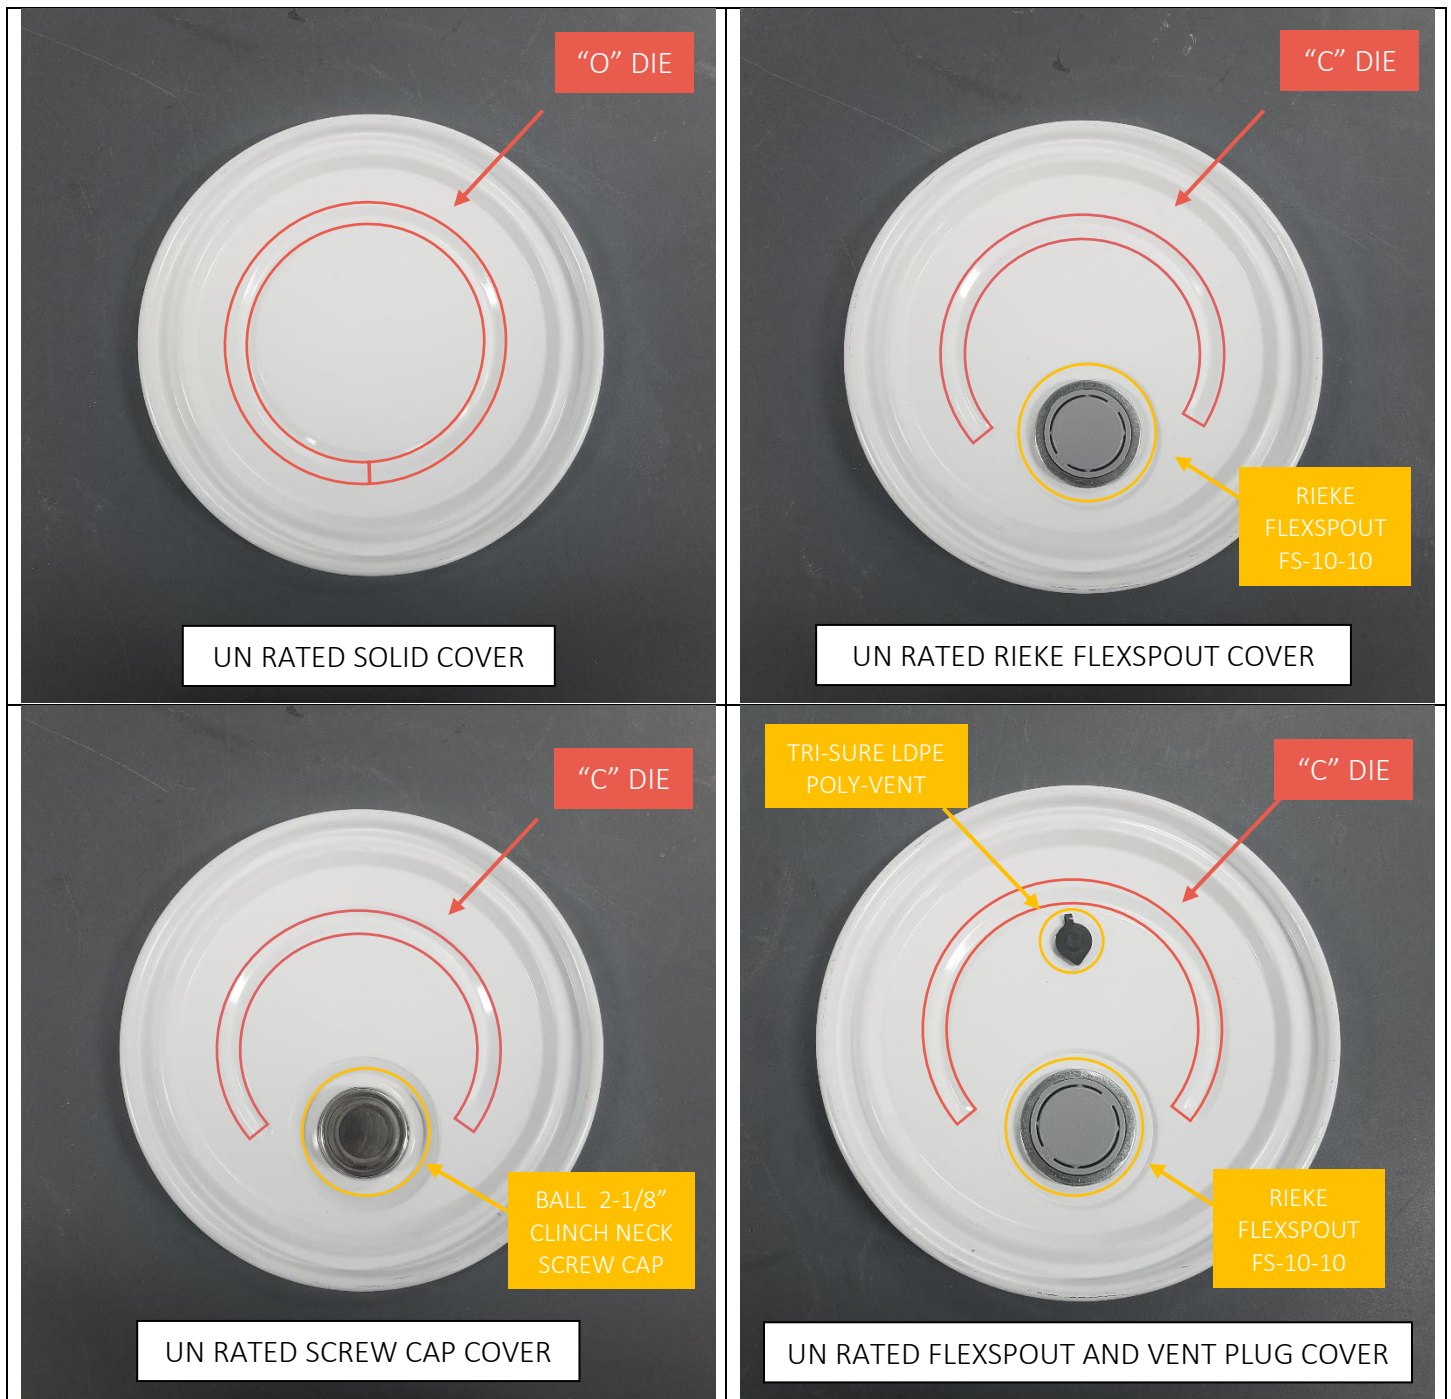 “O” DIE
UN RATED SOLID COVER
“C” DIE
RIEKE
FLEXSPOUT
FS-10-10
UN RATED RIEKE FLEXSPOUT COVER
“C” DIE
BALL 2-1/8”
CLINCH NECK
SCREW CAP
UN RATED SCREW CAP COVER
TRI-SURE LDPE
POLY-VENT
“C” DIE
RIEKE
FLEXSPOUT
FS-10-10
UN RATED FLEXSPOUT AND VENT PLUG COVER